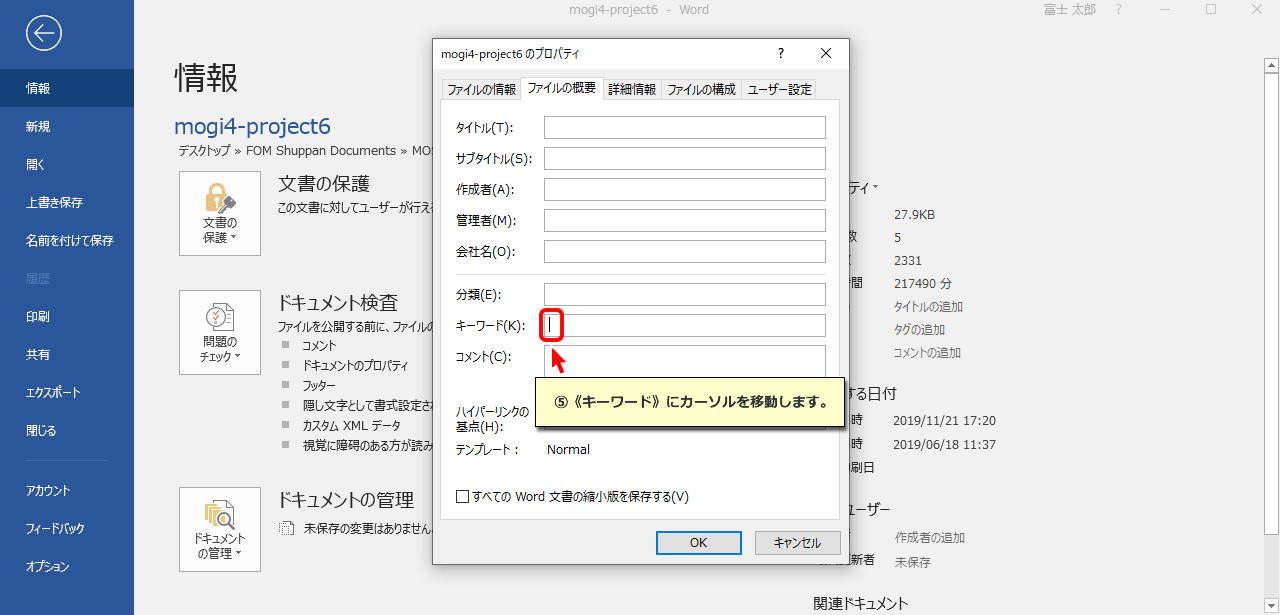 mogi4-project6 - Word
富士 太郎
?
情報
新規
開く
上書き保存
名前を付けて保存
履歴
印刷
共有
エクスポート
閉じる
アカウント
フィードバック
オプション
情報
mogi4-project6
デスクトップ » FOM Shuppan Documents » MO
文書の
保護
文書の保護
この文書に対してユーザーが行え
問題の
チェック
ドキュメント検査
ファイルを公開する前に、ファイルの
コメント
ドキュメントのプロパティ
フッター
隠し文字として書式設定さ
カスタム XML データ
視覚に障碍のある方が読み
ドキュメント
の管理
ドキュメントの管理
未保存の変更はありません。
mogi4-project6 のプロパティ
?
ファイルの情報
ファイルの概要
詳細情報
ファイルの構成
ユーザー設定
タイトル(T):
サブタイトル(S):
作成者(A):
管理者(M):
会社名(O):
分類(E):
キーワード(K):
コメント(C):
⑤《キーワード》にカーソルを移動します。
ハイパーリンクの
基点(H):
テンプレート : Normal
すべての Word 文書の縮小版を保存する(V)
OK
キャンセル
ティ
27.9KB
数 5
2331
間 217490 分
タイトルの追加
タグの追加
コメントの追加
する日付
時 2019/11/21 17:20
時 2019/06/18 11:37
刷日
ユーザー
作成者の追加
更新者 未保存
関連ドキュメント